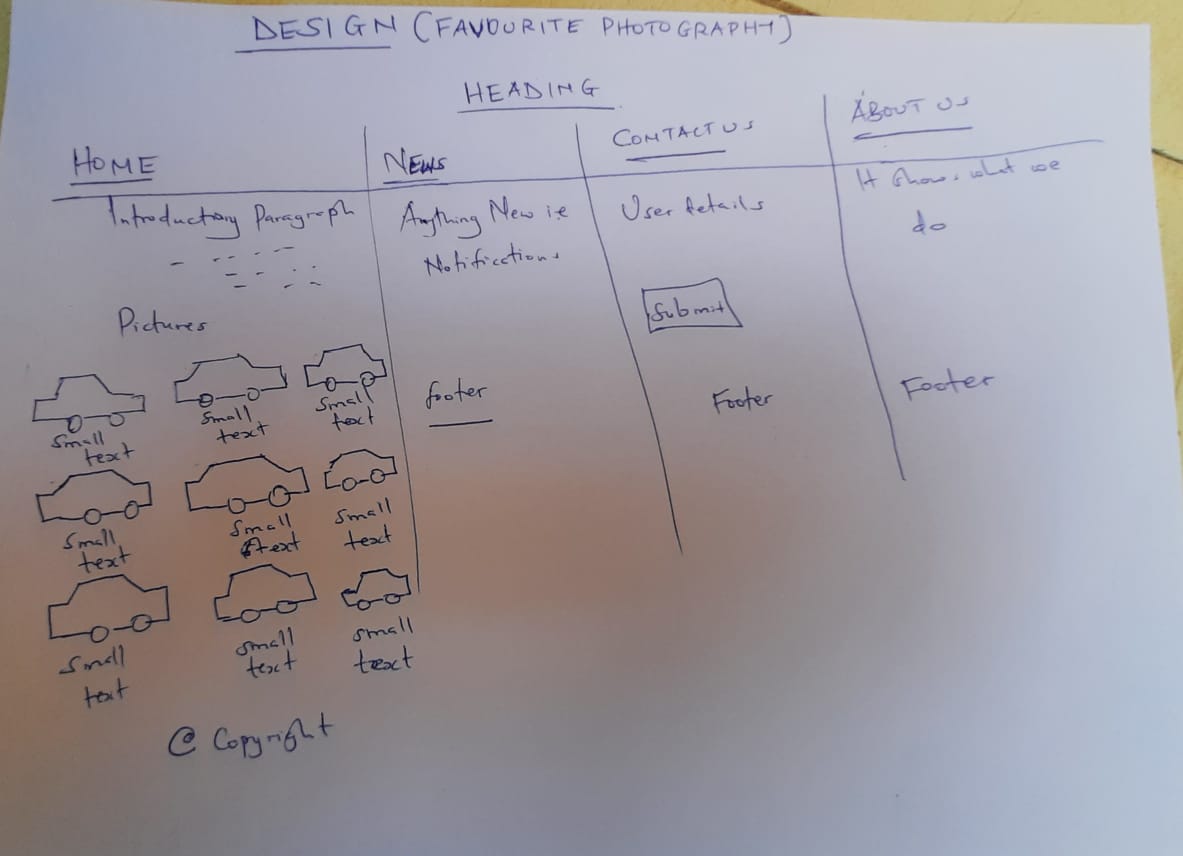 DESIGN (FAVOURITE PHOTOGRAPHY)
HEADING
HOME
Introductory Paragraph
Pictures
Small
text
Small
text
Small
text
Small
text
Small
text
Small
text
Small
text
Small
text
Small
text
@ Copyright
NEWS
Anything New i.e
Notifications
footer
CONTACT US
User details
Submit
Footer
ABOUT US
It shows what we
do
Footer